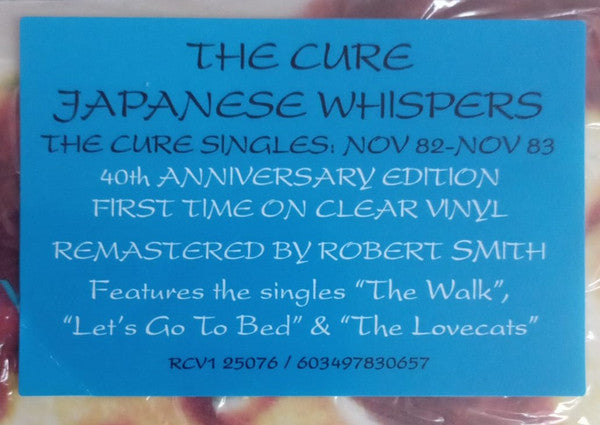 THE CURE
JAPANESE WHISPERS
THE CURE SINGLES: NOV 82-NOV 83
40th ANNIVERSARY EDITION
FIRST TIME ON CLEAR VINYL
REMASTERED BY ROBERT SMITH
Features the singles "The Walk",
"Let's Go To Bed" & "The Lovecats"
RCV1 25076 / 603497830657